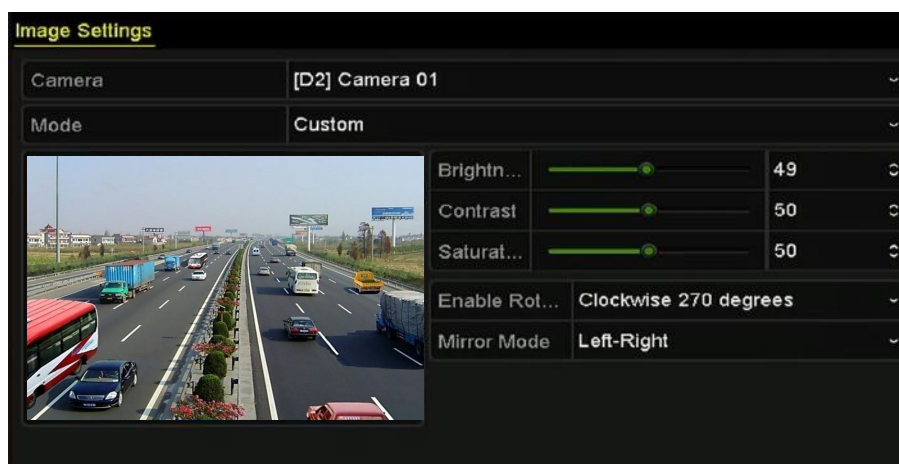 Image Settings
Camera
[D2] Camera 01
Mode
Custom
Brightn...
49
Contrast
50
Saturat...
50
Enable Rot...
Clockwise 270 degrees
Mirror Mode
Left-Right